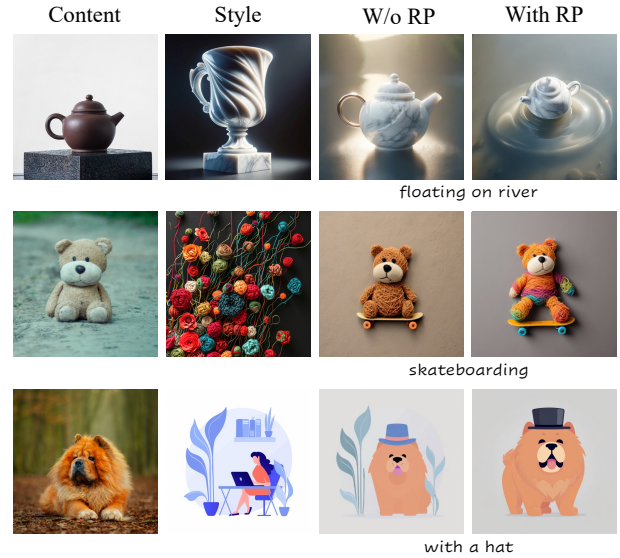 Content Style W/o RP With RP
floating on river
skateboarding
with a hat